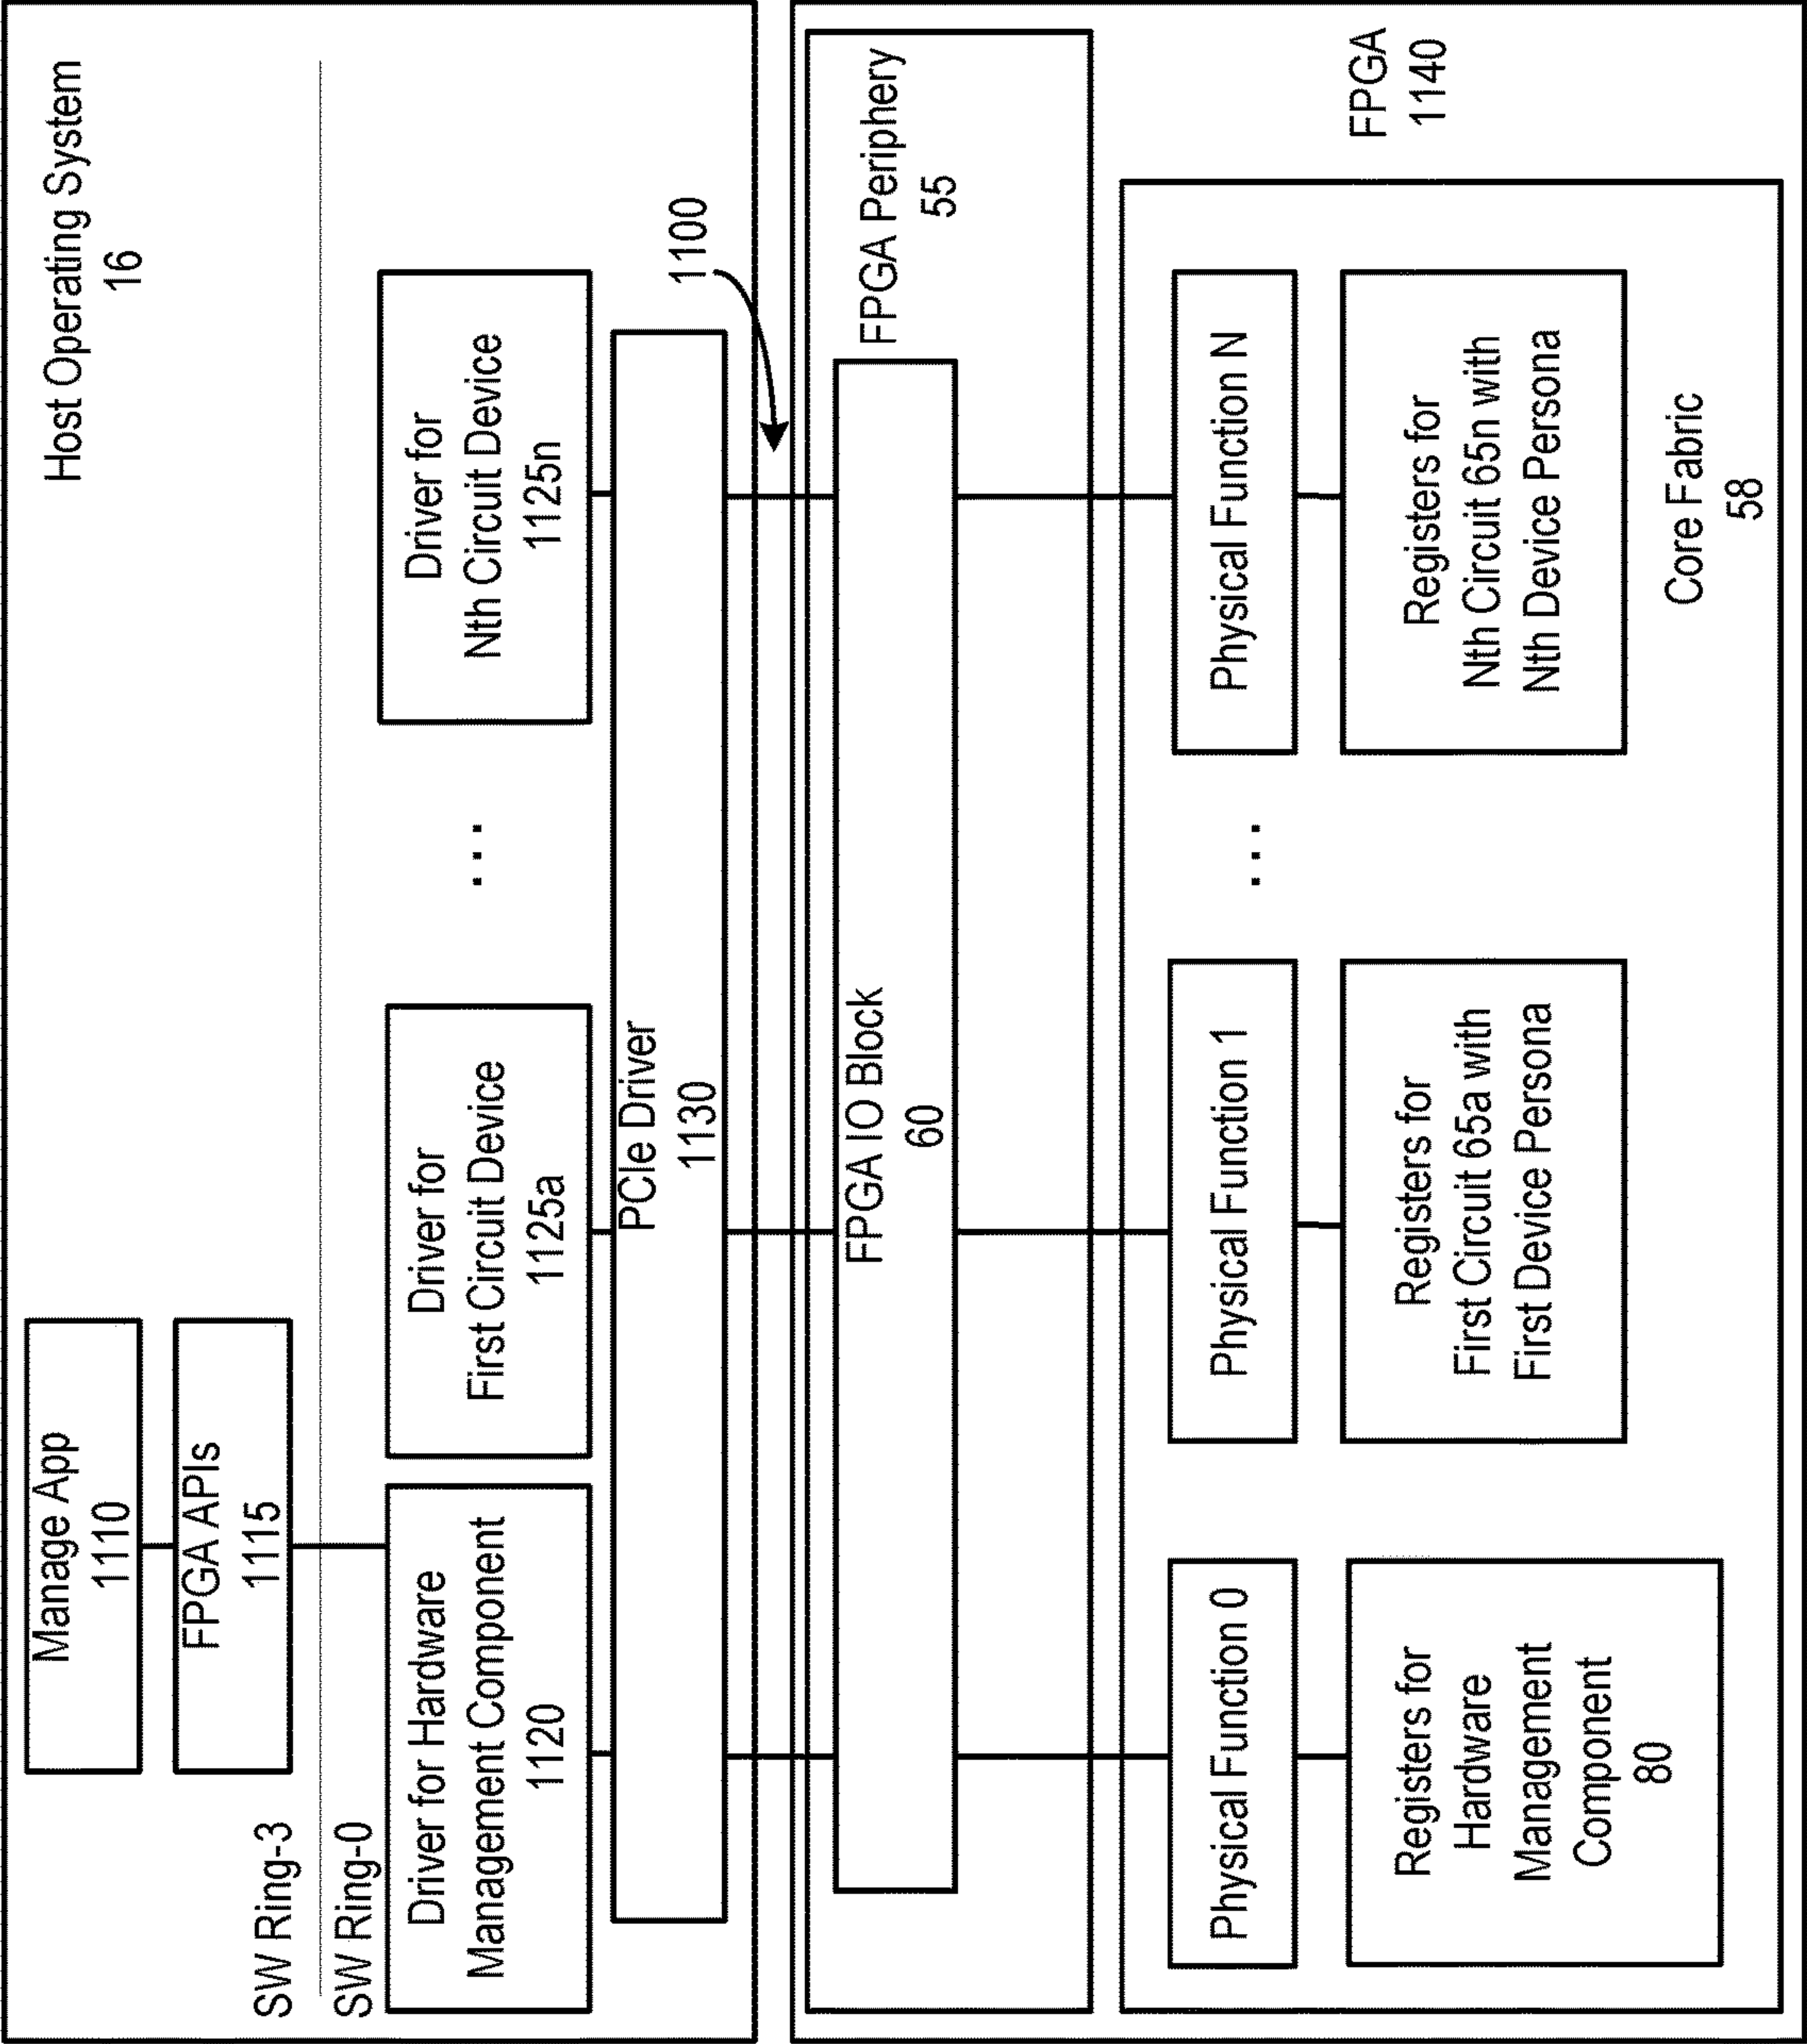 Host Operating System
16
Manage App
1110
FPGA APIs
1115
SW Ring-3
SW Ring-0
Driver for Hardware
Management Component
1120
Driver for
First Circuit Device
1125a
. . .
Driver for
Nth Circuit Device
1125n
PCIe Driver
1130
1100
FPGA Periphery
55
FPGA IO Block
60
FPGA
1140
Physical Function 0
Physical Function 1
. . .
Physical Function N
Registers for
Hardware
Management
Component
80
Registers for
First Circuit 65a with
First Device Persona
Registers for
Nth Circuit 65n with
Nth Device Persona
Core Fabric
58